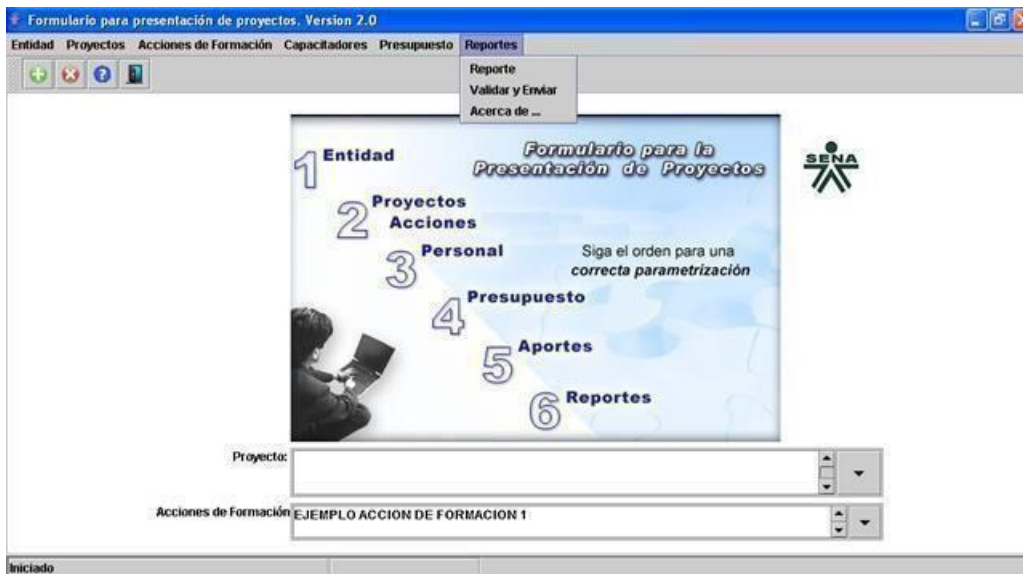 Formulario para presentación de proyectos. Version 2.0
Entidad Proyectos Acciones de Formación Capacitadores Presupuesto Reportes
Reporte
Validar y Enviar
Acerca de ...
Formulario para la
Presentación de Proyectos
SENA
1 Entidad
2 Proyectos
Acciones
3 Personal
Siga el orden para una
correcta parametrización
4 Presupuesto
5 Aportes
6 Reportes
Proyecto:
Acciones de Formación EJEMPLO ACCION DE FORMACION 1
Iniciado